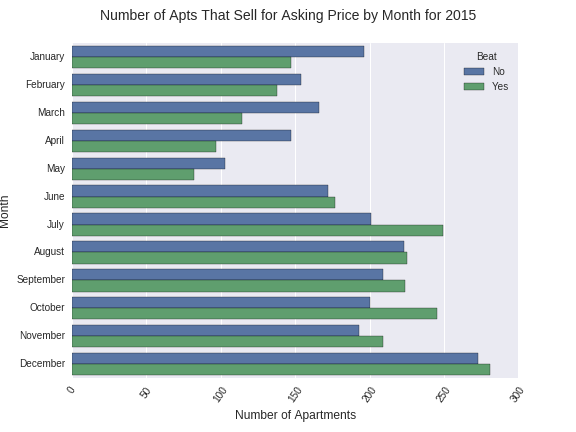 Number of Apts That Sell for Asking Price by Month for 2015
Beat
No
Yes
Month
January
February
March
April
May
June
July
August
September
October
November
December
0
50
100
150
200
250
300
Number of Apartments